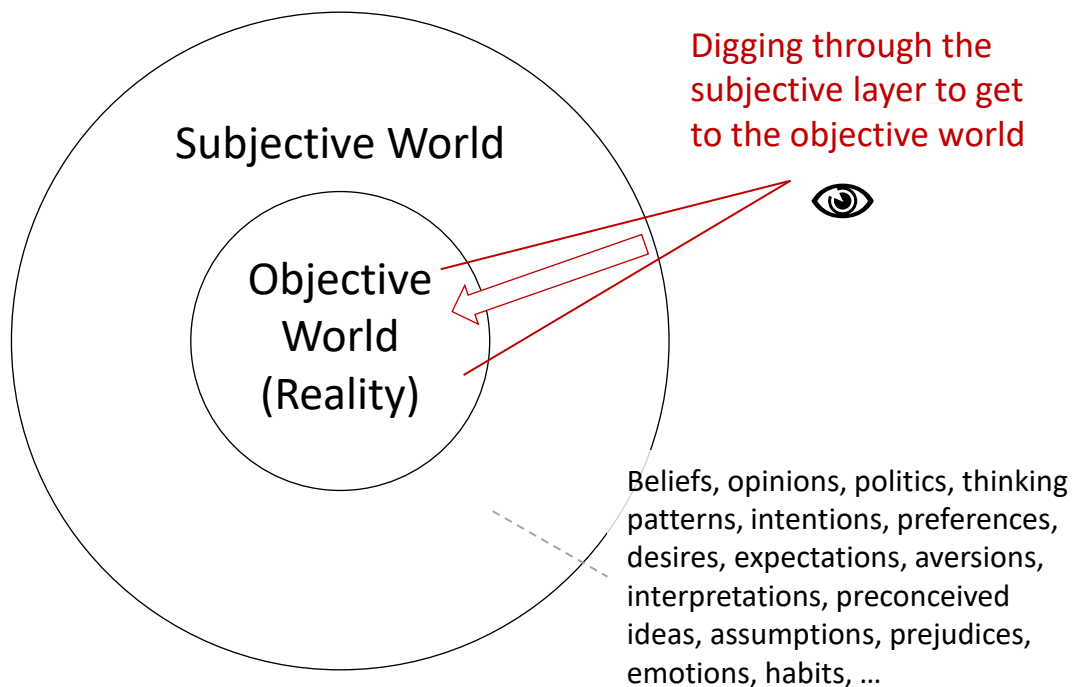 Digging through the
subjective layer to get
to the objective world
Subjective World
Objective
World
(Reality)
Beliefs, opinions, politics, thinking
patterns, intentions, preferences,
desires, expectations, aversions,
interpretations, preconceived
ideas, assumptions, prejudices,
emotions, habits, ...